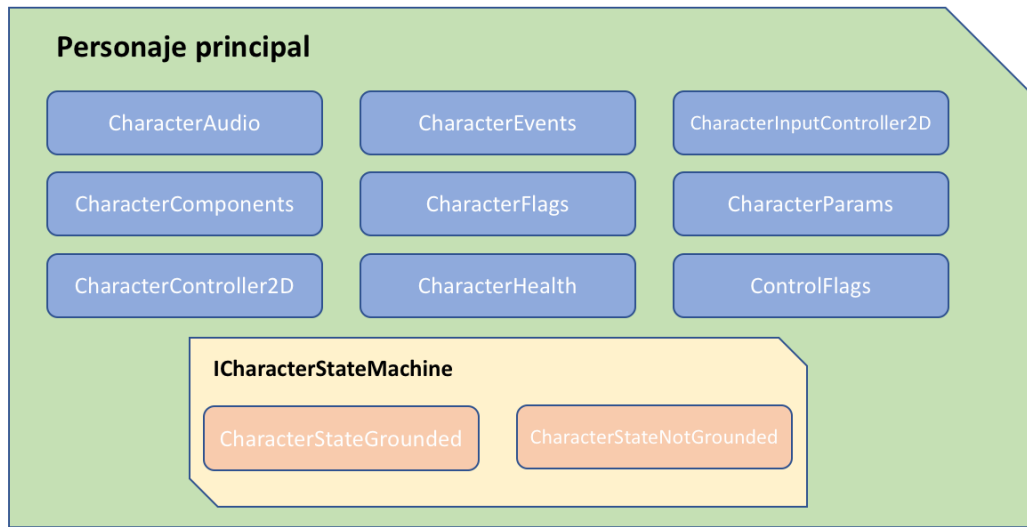 Personaje principal
CharacterAudio
CharacterEvents
CharacterInputController2D
CharacterComponents
CharacterFlags
CharacterParams
CharacterController2D
CharacterHealth
ControlFlags
ICharacterStateMachine
CharacterStateGrounded
CharacterStateNotGrounded